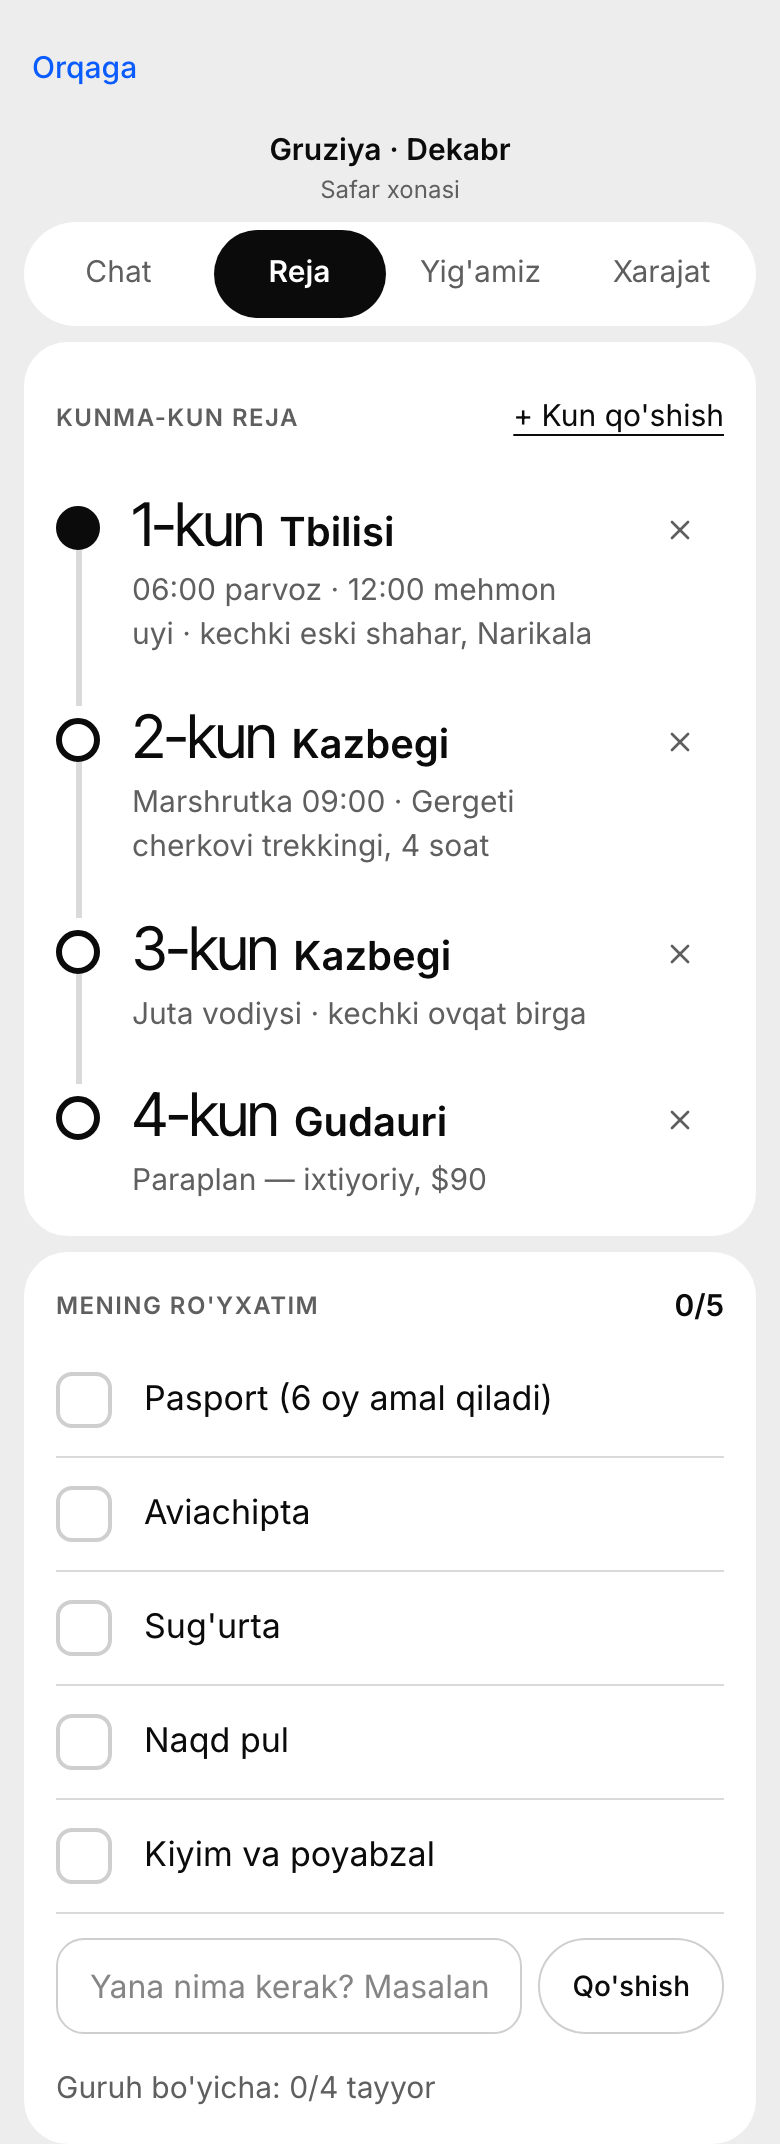 Orqaga
Gruziya · Dekabr
Safar xonasi
Chat Reja Yig'amiz Xarajat
KUNMA-KUN REJA + Kun qo'shish
1-kun Tbilisi ×
06:00 parvoz · 12:00 mehmon
uyi · kechki eski shahar, Narikala
2-kun Kazbegi ×
Marshrutka 09:00 · Gergeti
cherkovi trekkingi, 4 soat
3-kun Kazbegi ×
Juta vodiysi · kechki ovqat birga
4-kun Gudauri ×
Paraplan — ixtiyoriy, $90
MENING RO'YXATIM 0/5
Pasport (6 oy amal qiladi)
Aviachipta
Sug'urta
Naqd pul
Kiyim va poyabzal
Yana nima kerak? Masalan Qo'shish
Guruh bo'yicha: 0/4 tayyor